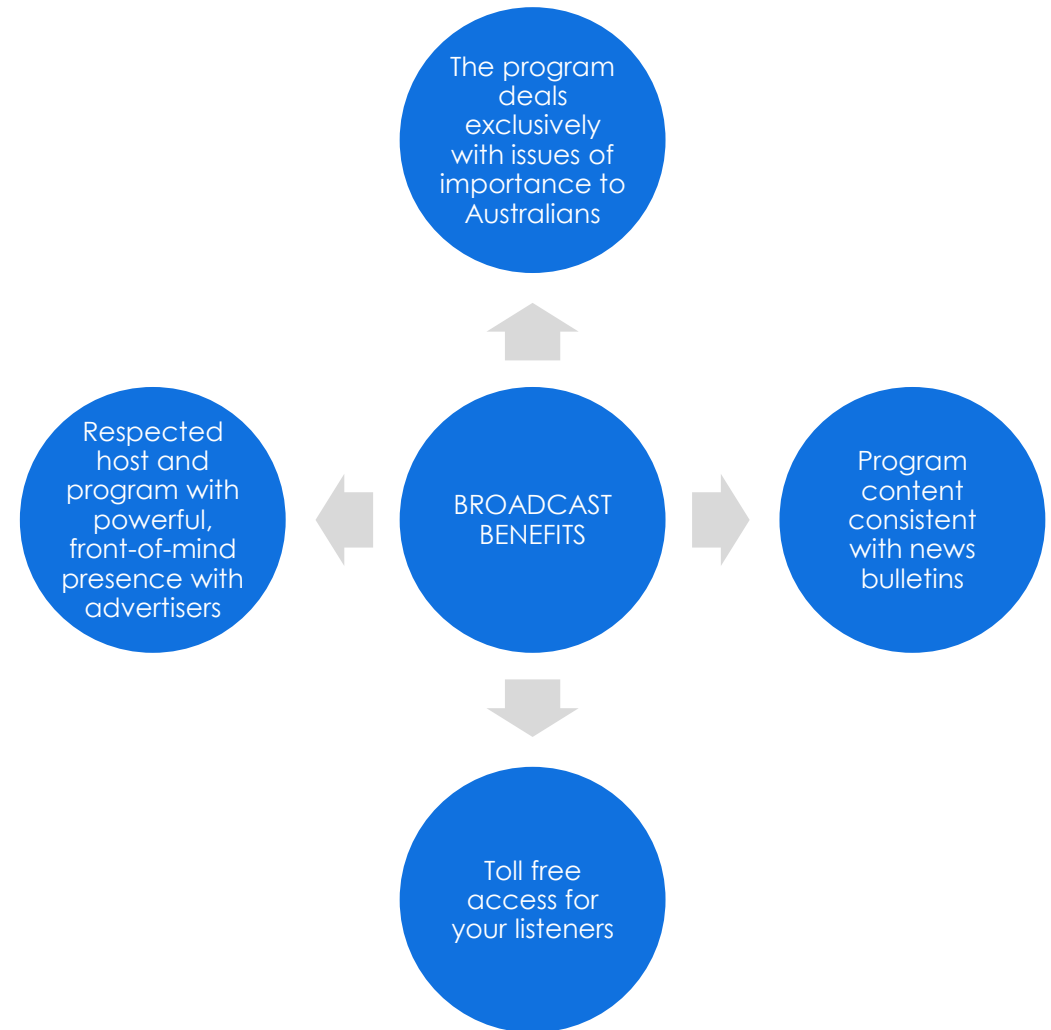 The program
deals
exclusively
with issues of
importance to
Australians
Respected
host and
program with
powerful,
front-of-mind
presence with
advertisers
BROADCAST
BENEFITS
Program
content
consistent
with news
bulletins
Toll free
access for
your listeners